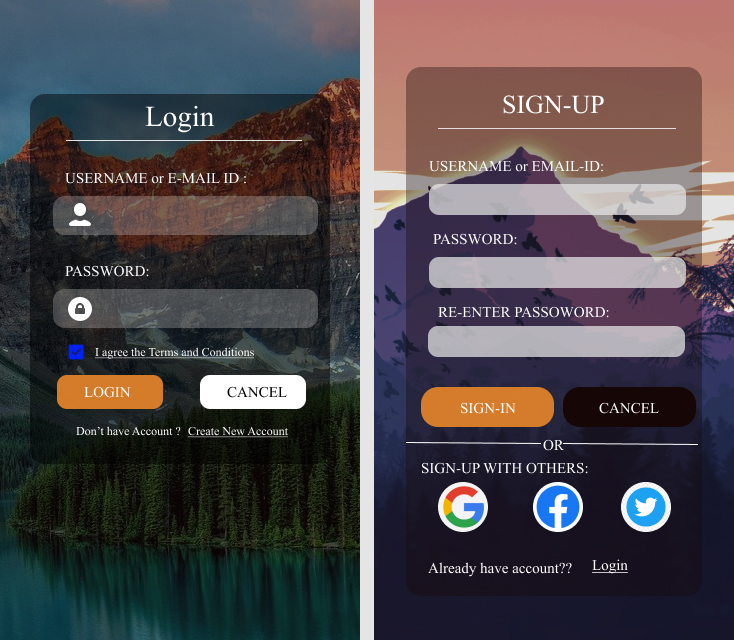 Login
USERNAME or E-MAIL ID :
PASSWORD:
I agree the Terms and Conditions
LOGIN CANCEL
Don't have Account ? Create New Account
SIGN-UP
USERNAME or EMAIL-ID:
PASSWORD:
RE-ENTER PASSOWORD:
SIGN-IN CANCEL
OR
SIGN-UP WITH OTHERS:
Already have account?? Login